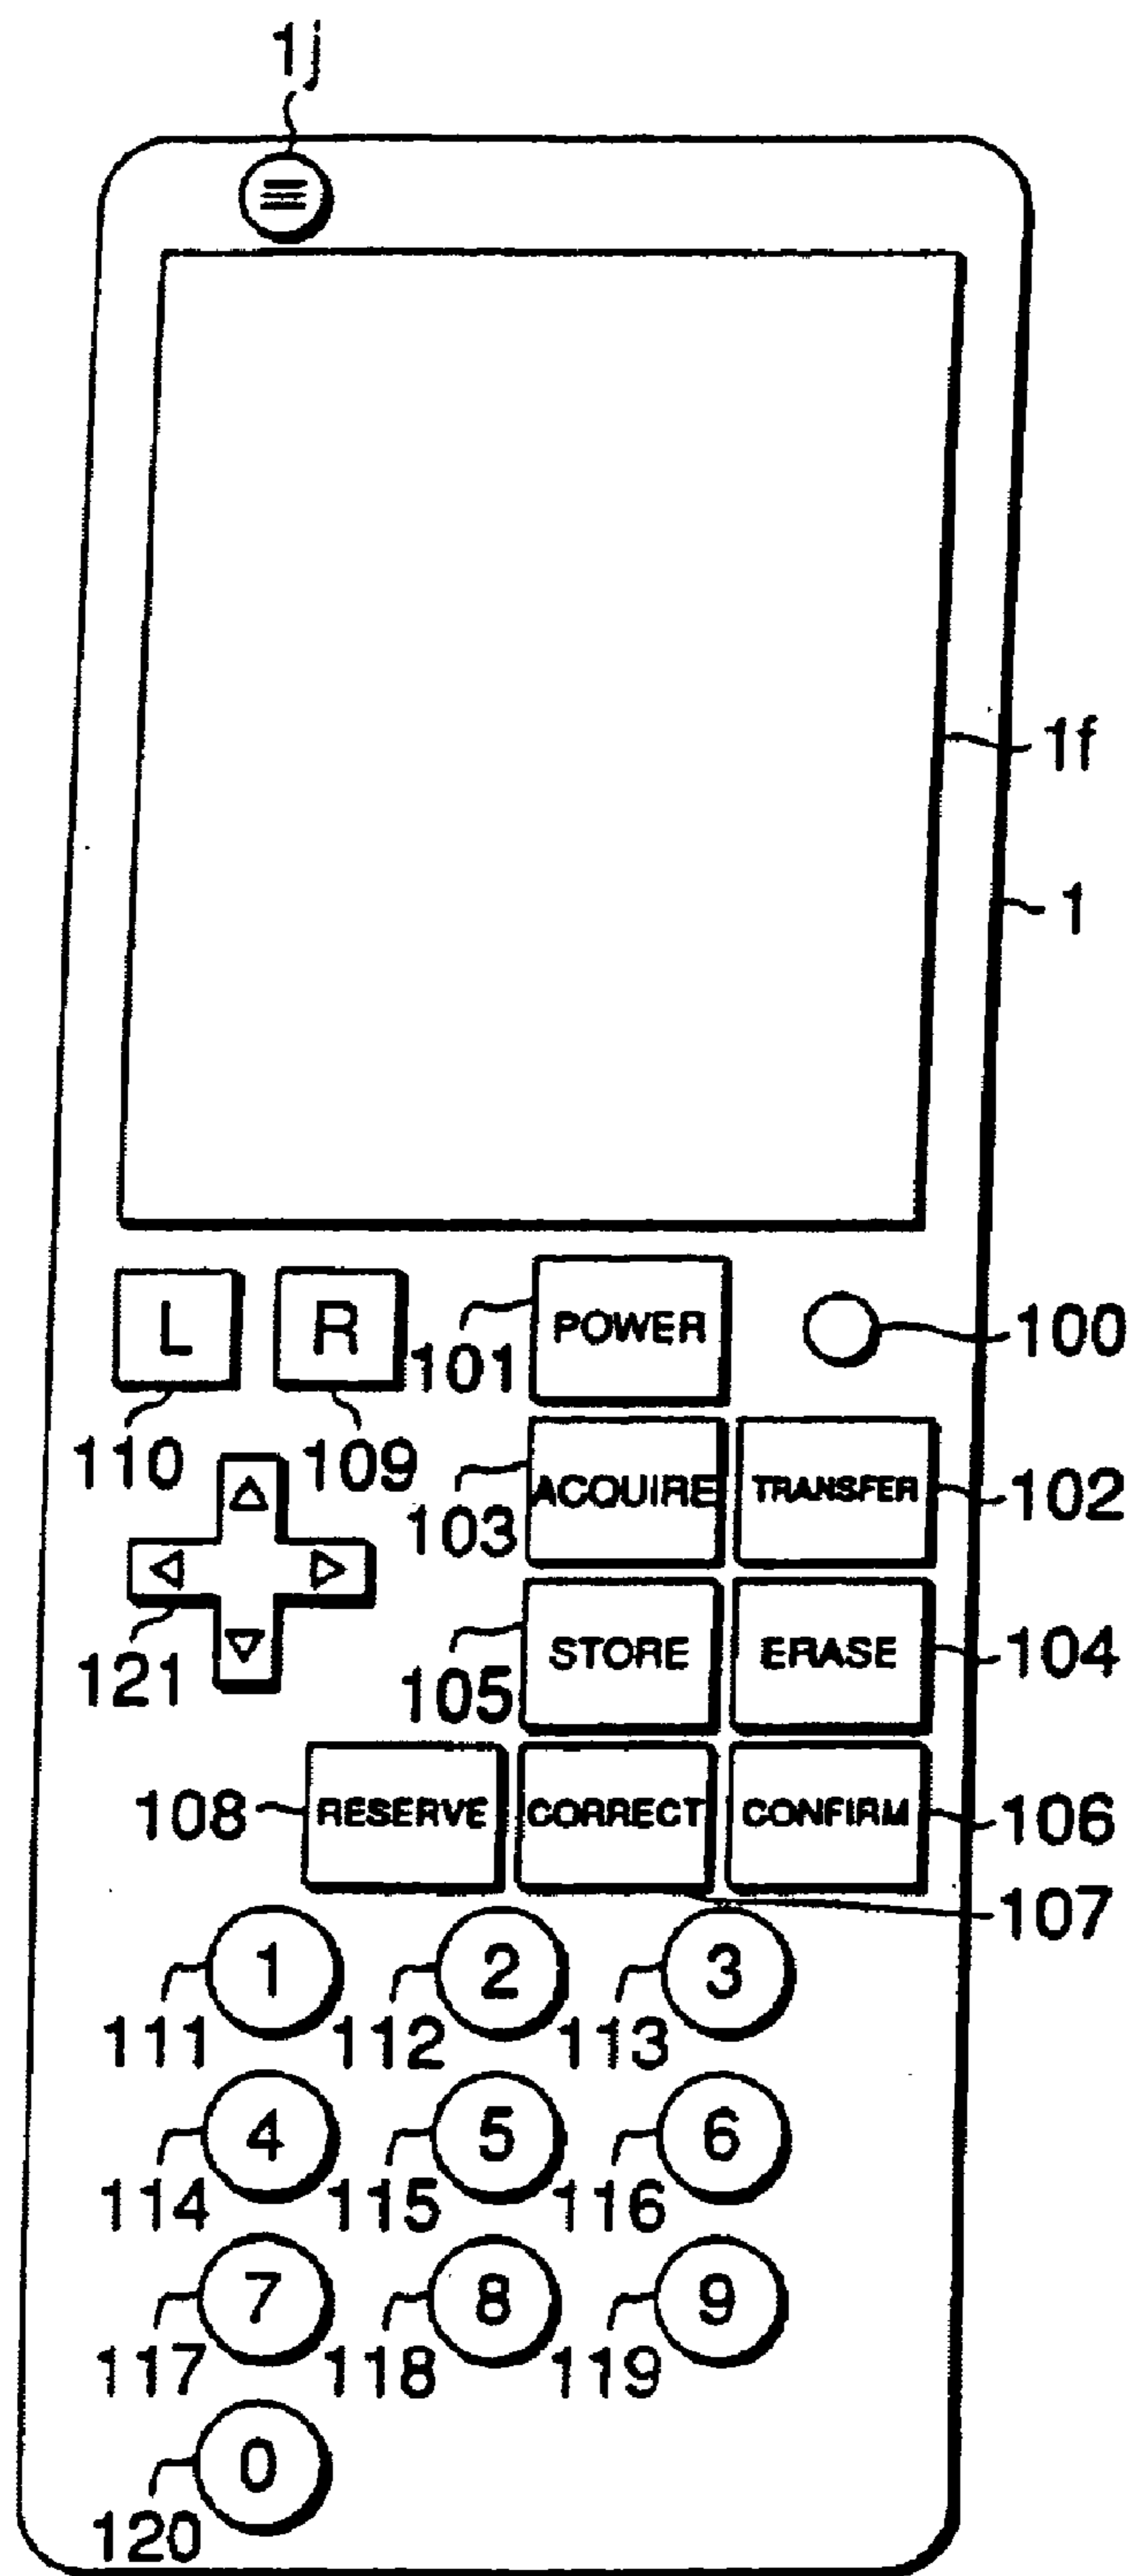 1j
1f
1
L R 101 POWER 100
110 109
103 ACQUIRE TRANSFER 102
121 105 STORE ERASE 104
108 RESERVE CORRECT CONFIRM 106
107
1 2 3
111 112 113
4 5 6
114 115 116
7 8 9
117 118 119
0
120